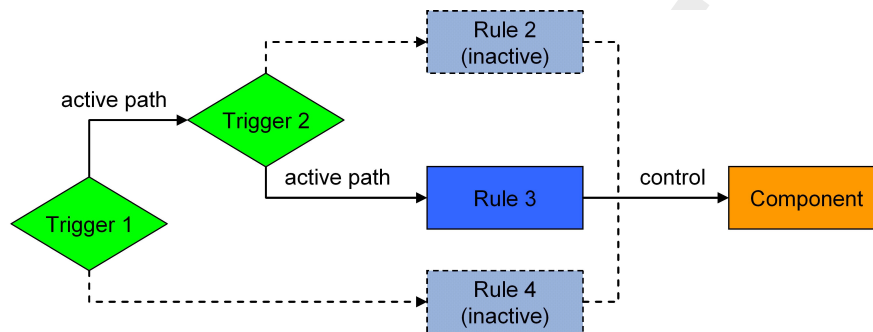 Rule 2
(inactive)
active path
Trigger 2
active path
Rule 3
control
Component
Trigger 1
Rule 4
(inactive)